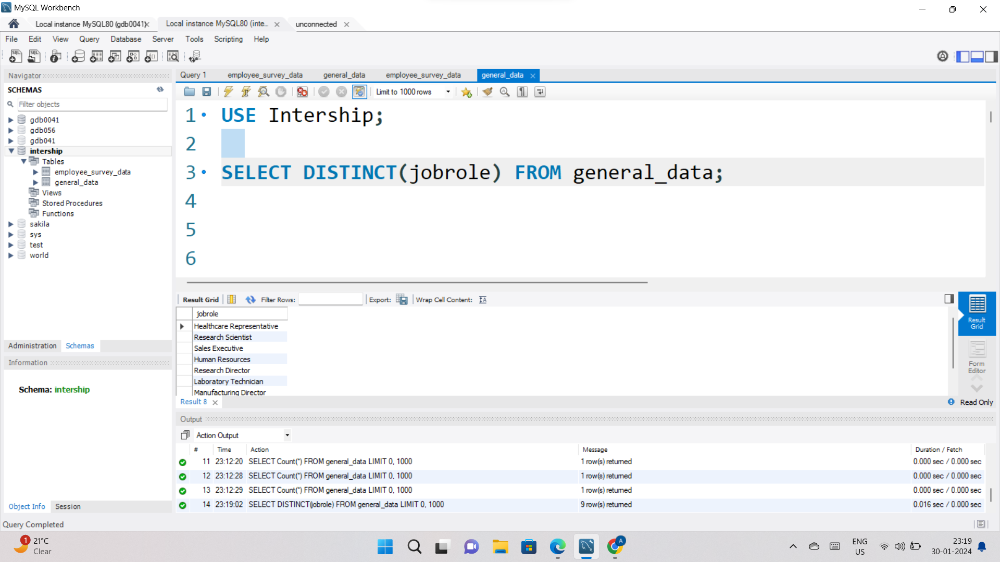 MySQL Workbench
Local instance MySQL80 (gdb0041)
Local instance MySQL80 (inte...
unconnected
File Edit View Query Database Server Tools Scripting Help
Navigator
SCHEMAS
Filter objects
gdb0041
gdb056
gdb041
intership
Tables
employee_survey_data
general_data
Views
Stored Procedures
Functions
sakila
sys
test
world
Administration Schemas
Information
Schema: intership
Object Info Session
Query 1 employee_survey_data general_data employee_survey_data general_data
Limit to 1000 rows
1 USE Intership;
2
3 SELECT DISTINCT(jobrole) FROM general_data;
4
5
6
Result Grid Filter Rows: Export: Wrap Cell Content:
jobrole
Healthcare Representative
Research Scientist
Sales Executive
Human Resources
Research Director
Laboratory Technician
Manufacturing Director
Result
Grid
Form
Editor
Result 8
Read Only
Output
Action Output
# Time Action Message Duration / Fetch
11 23:12:20 SELECT Count(*) FROM general_data LIMIT 0, 1000 1 row(s) returned 0.000 sec / 0.000 sec
12 23:12:28 SELECT Count(*) FROM general_data LIMIT 0, 1000 1 row(s) returned 0.000 sec / 0.000 sec
13 23:12:29 SELECT Count(*) FROM general_data LIMIT 0, 1000 1 row(s) returned 0.000 sec / 0.000 sec
14 23:19:02 SELECT DISTINCT(jobrole) FROM general_data LIMIT 0, 1000 9 row(s) returned 0.016 sec / 0.000 sec
Query Completed
1
21°C
Clear
A
ENG
US
23:19
30-01-2024